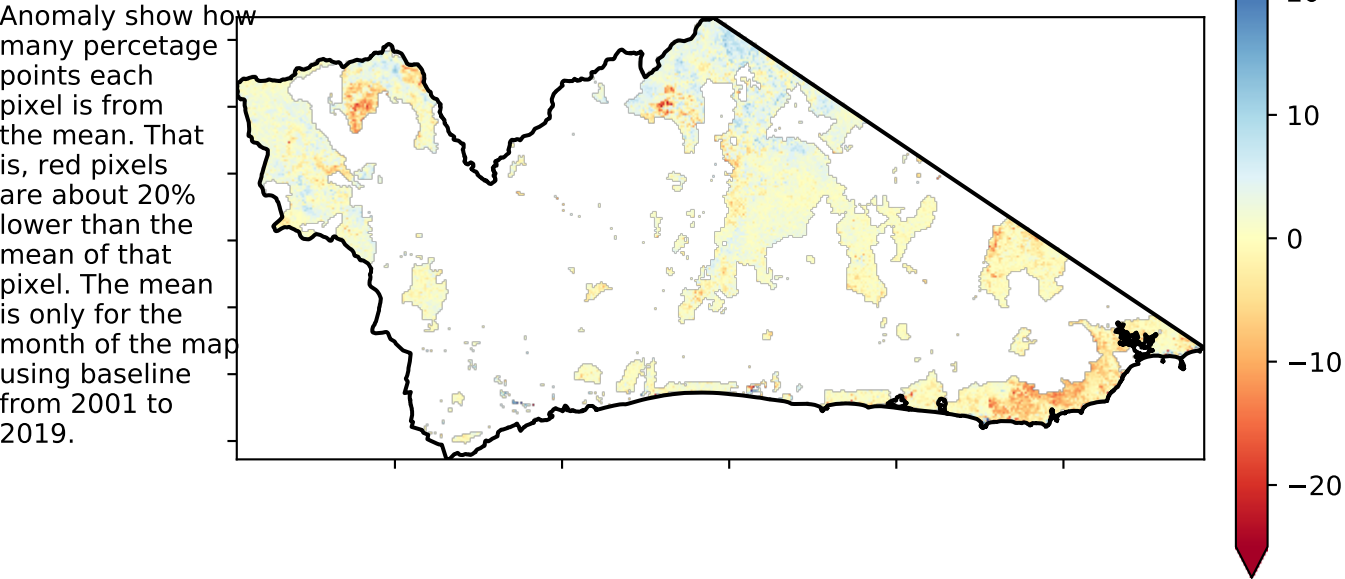 Anomaly show how
many percetage
points each
pixel is from
the mean. That
is, red pixels
are about 20%
lower than the
mean of that
pixel. The mean
is only for the
month of the map
using baseline
from 2001 to
2019.
10
0
−10
−20